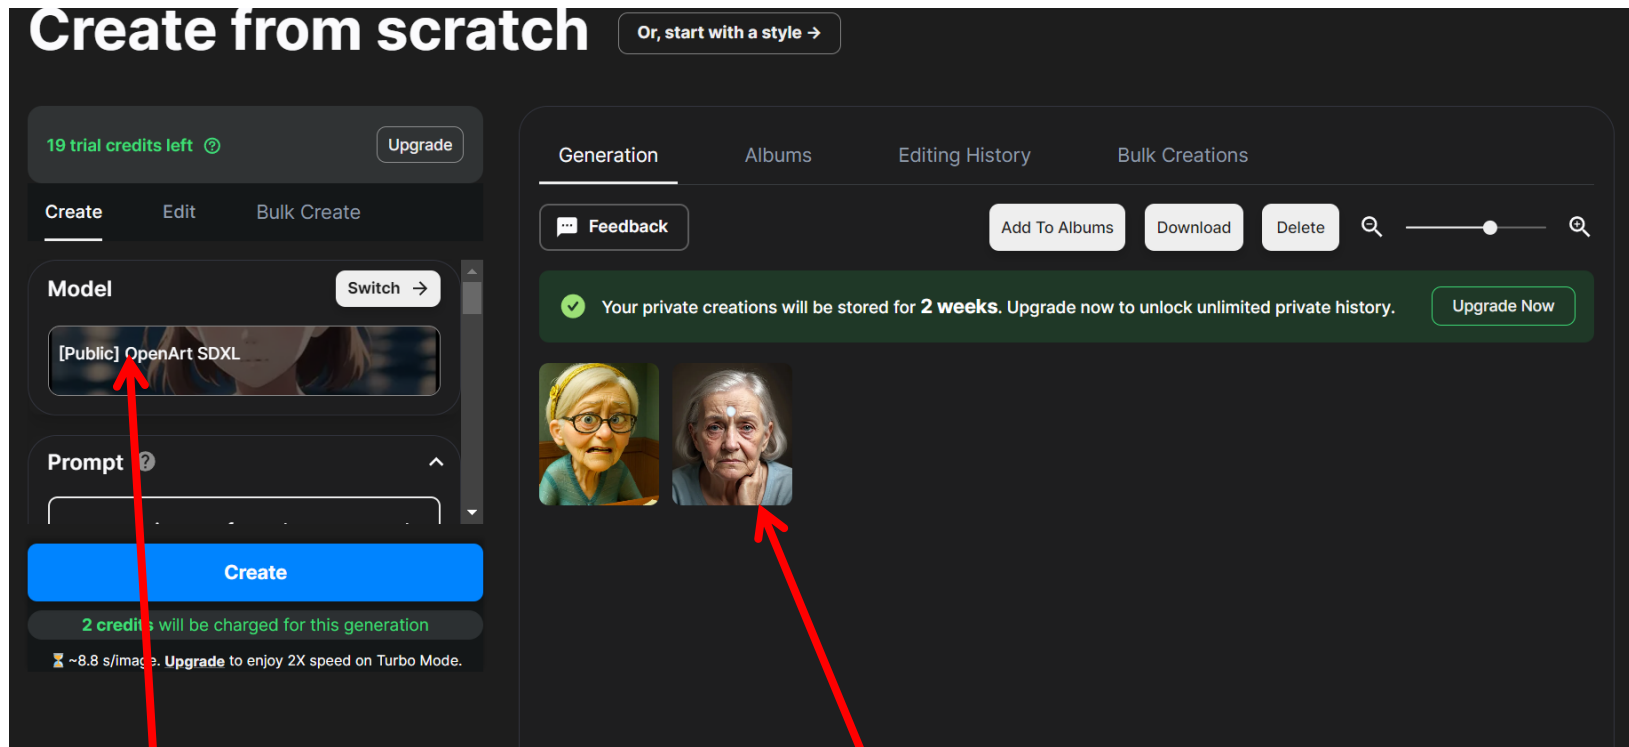 Create from scratch
Or, start with a style →
19 trial credits left
Upgrade
Create
Edit
Bulk Create
Model
Switch →
[Public] OpenArt SDXL
Prompt
Create
2 credits will be charged for this generation
~8.8 s/image. Upgrade to enjoy 2X speed on Turbo Mode.
Generation
Albums
Editing History
Bulk Creations
Feedback
Add To Albums
Download
Delete
Your private creations will be stored for 2 weeks. Upgrade now to unlock unlimited private history.
Upgrade Now